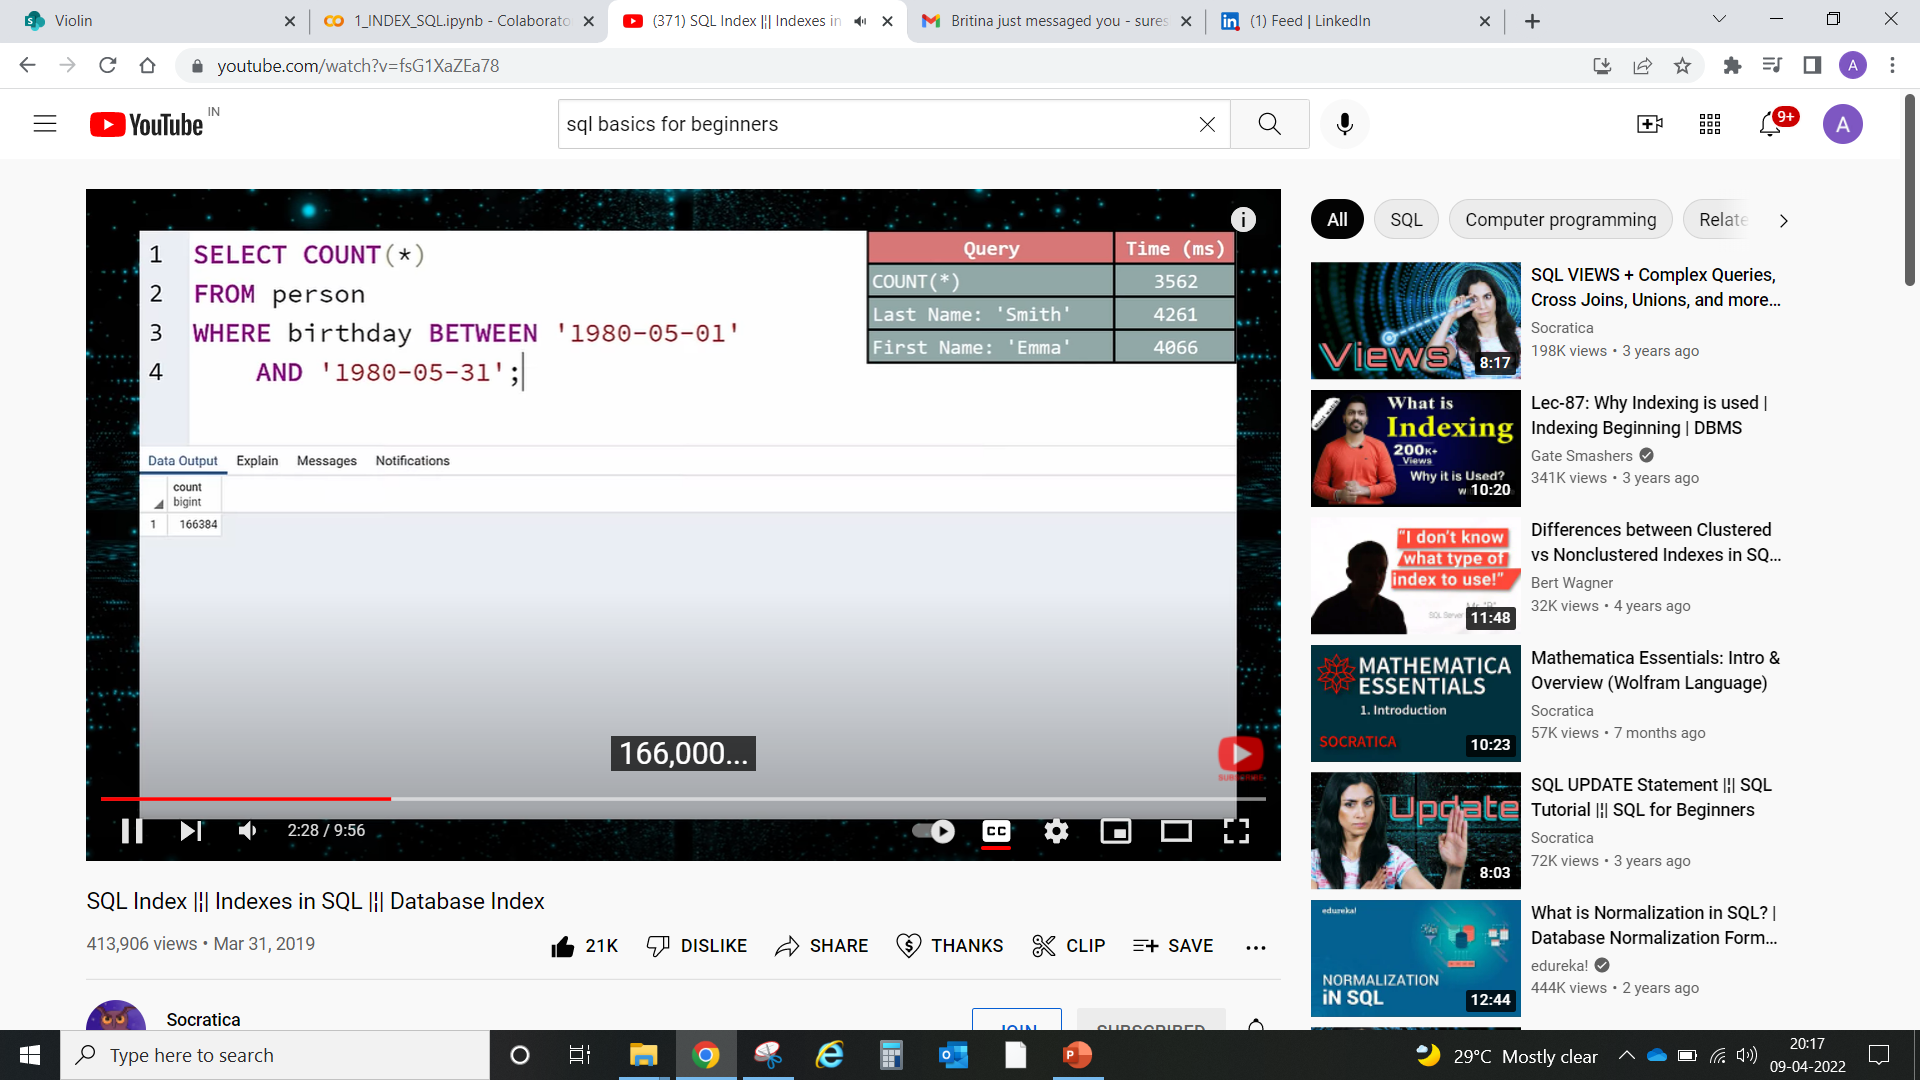 Violin
1_INDEX_SQL.ipynb - Colaborato
(371) SQL Index |¦| Indexes in
Britina just messaged you - sures
(1) Feed | LinkedIn
youtube.com/watch?v=fsG1XaZEa78
A
YouTube IN
sql basics for beginners
9+
A
1 SELECT COUNT(*)
2 FROM person
3 WHERE birthday BETWEEN '1980-05-01'
4 AND '1980-05-31';
Query Time (ms)
COUNT(*) 3562
Last Name: 'Smith' 4261
First Name: 'Emma' 4066
Data Output Explain Messages Notifications
count
bigint
1 166384
166,000...
SUBSCRIBE
2:28 / 9:56
CC
SQL Index |¦| Indexes in SQL |¦| Database Index
413,906 views • Mar 31, 2019
21K DISLIKE SHARE THANKS CLIP SAVE
Socratica
JOIN SUBSCRIBED
All SQL Computer programming Relate
Views
8:17
SQL VIEWS + Complex Queries,
Cross Joins, Unions, and more...
Socratica
198K views • 3 years ago
What is
Indexing
200K+
Views
Why it is Used?
10:20
Lec-87: Why Indexing is used |
Indexing Beginning | DBMS
Gate Smashers
341K views • 3 years ago
"I don't know
what type of
index to use!"
11:48
Differences between Clustered
vs Nonclustered Indexes in SQ...
Bert Wagner
32K views • 4 years ago
MATHEMATICA
ESSENTIALS
1. Introduction
SOCRATICA
10:23
Mathematica Essentials: Intro &
Overview (Wolfram Language)
Socratica
57K views • 7 months ago
Update
8:03
SQL UPDATE Statement |¦| SQL
Tutorial |¦| SQL for Beginners
Socratica
72K views • 3 years ago
edureka!
NORMALIZATION
iN SQL
12:44
What is Normalization in SQL? |
Database Normalization Form...
edureka!
444K views • 2 years ago
Type here to search
29°C Mostly clear
20:17
09-04-2022